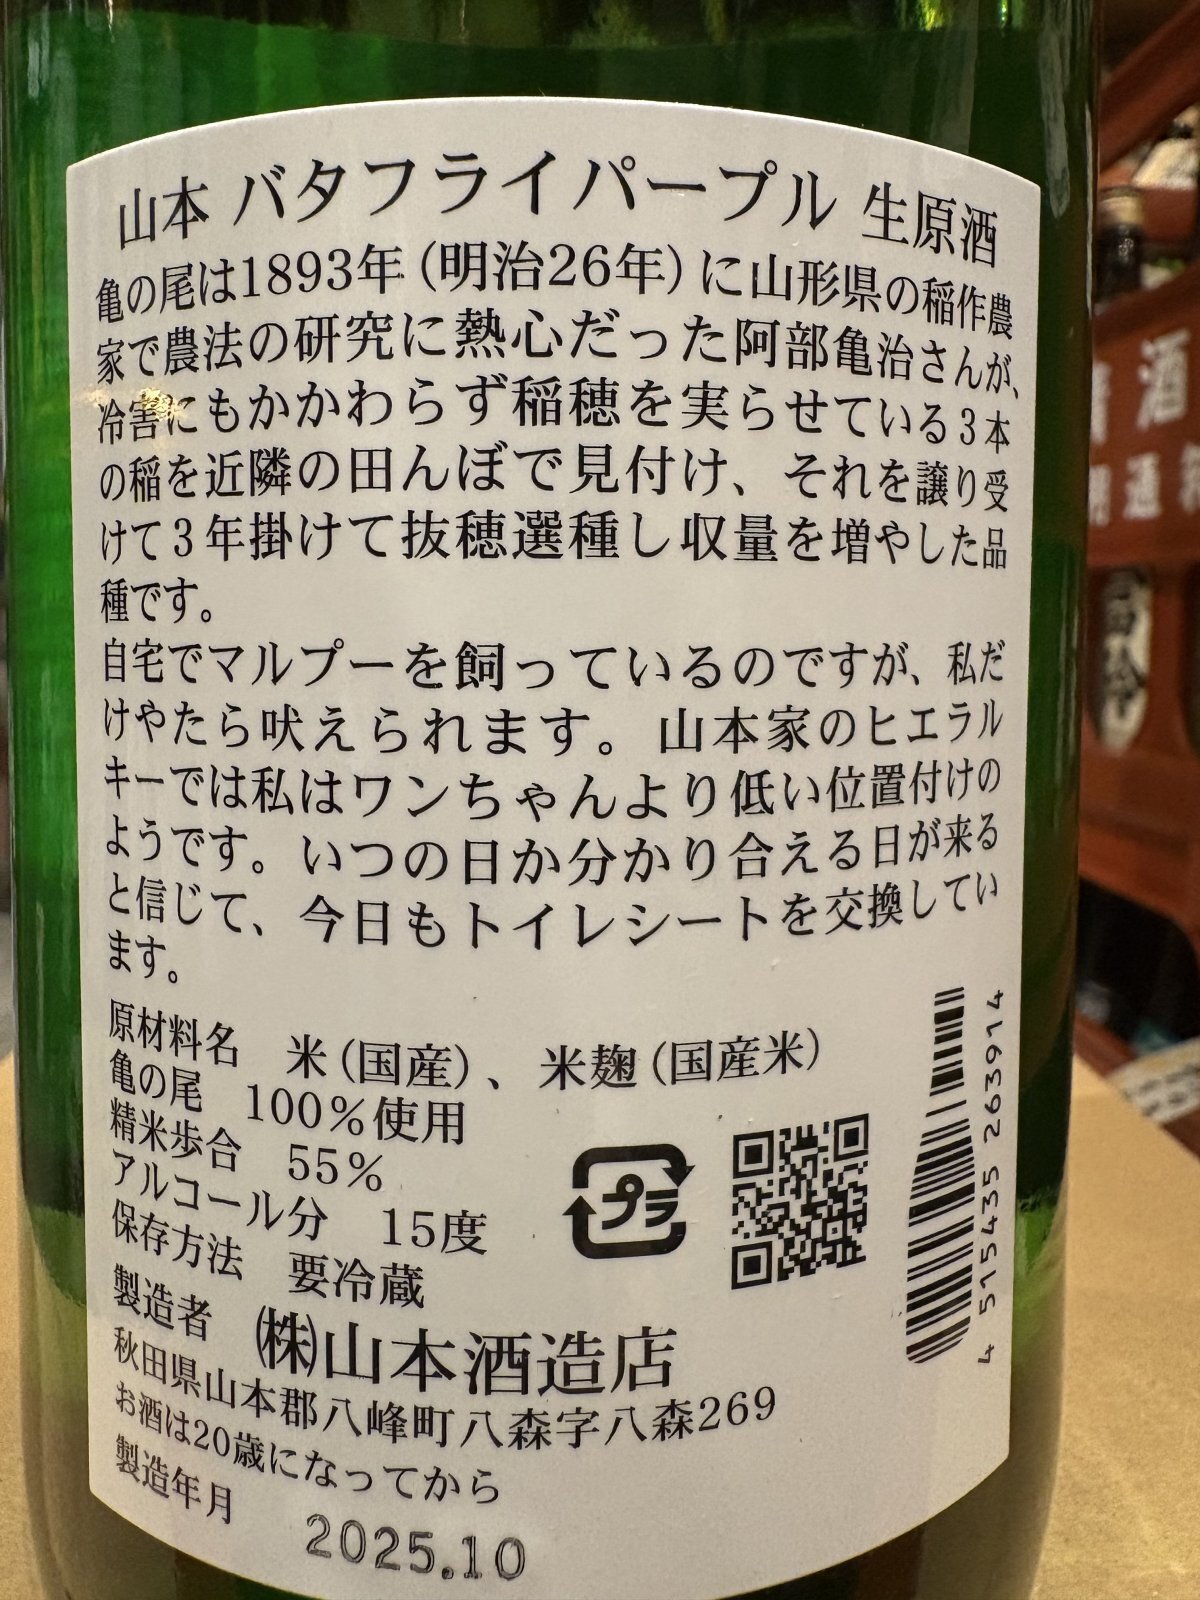 山本 バタフライパープル 生原酒
亀の尾は1893年（明治26年）に山形県の稲作農
家で農法の研究に熱心だった阿部亀治さんが、
冷害にもかかわらず稲穂を実らせている３本
の稲を近隣の田んぼで見付け、それを譲り受
けて３年掛けて抜穂選種し収量を増やした品
種です。
自宅でマルプーを飼っているのですが、私だ
けやたら吠えられます。山本家のヒエラル
キーでは私はワンちゃんより低い位置付けの
ようです。いつの日か分かり合える日が来る
と信じて、今日もトイレシートを交換してい
ます。
原材料名　米（国産）、米麹（国産米）
亀の尾　100％使用
精米歩合　55％
アルコール分　15度
保存方法　要冷蔵
製造者　㈱山本酒造店
秋田県山本郡八峰町八森字八森269
お酒は20歳になってから
製造年月
2025.10
プラ
4 515435 263914
酒